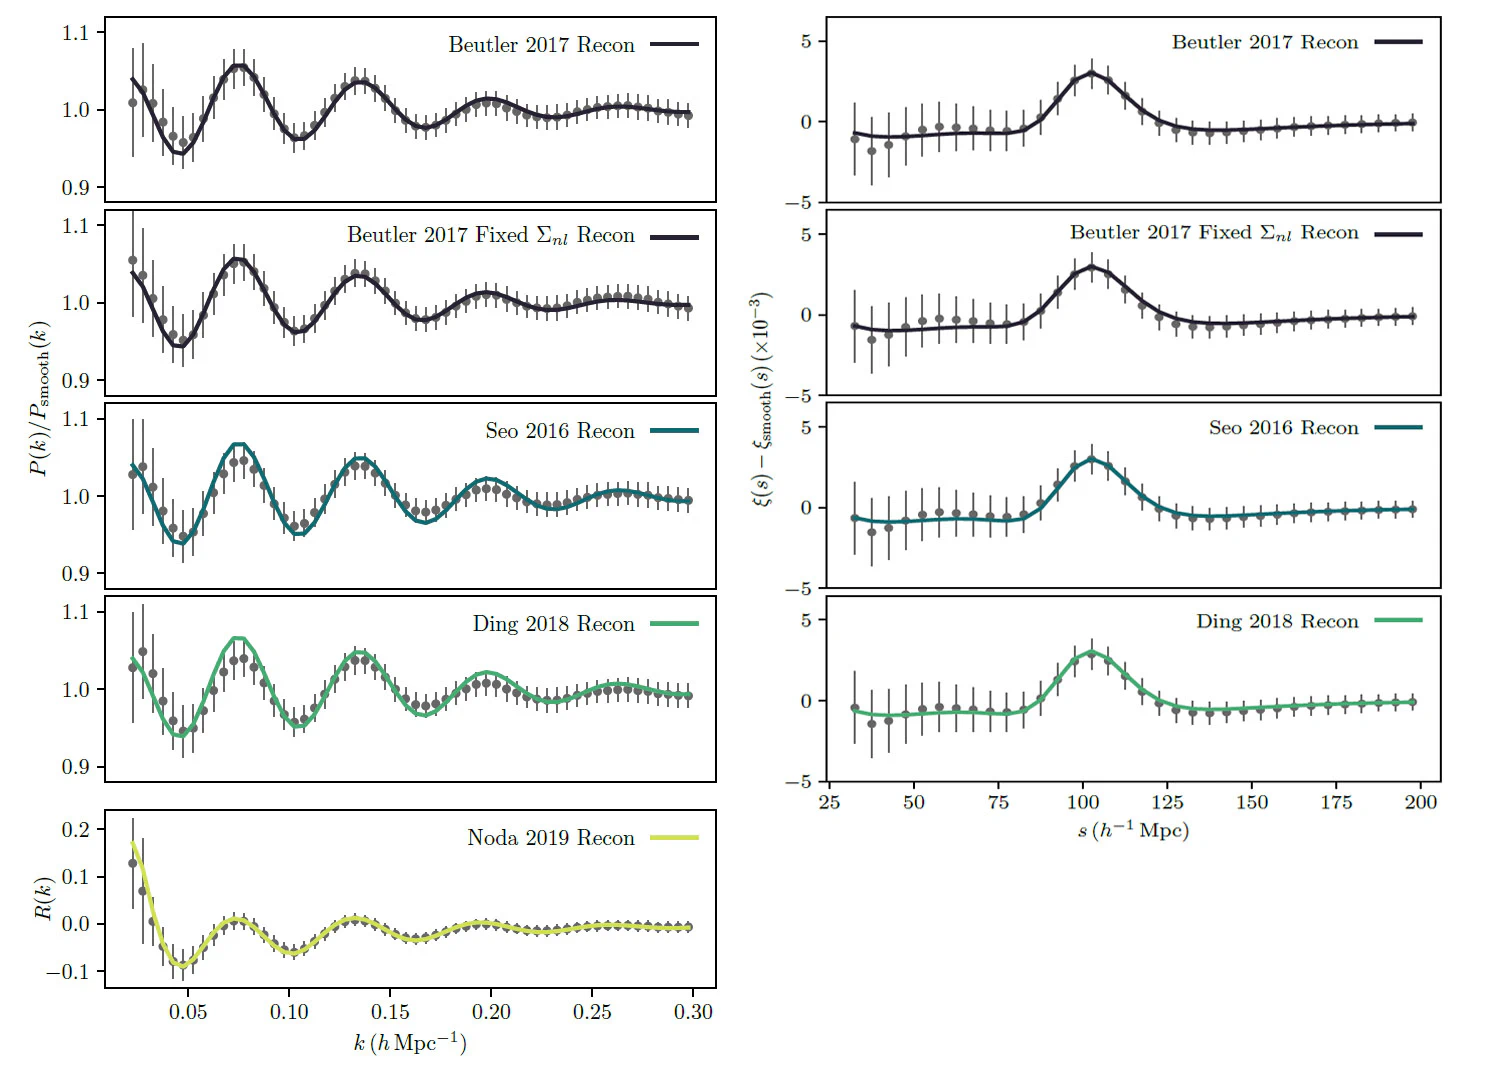 1.1
1.0
0.9
Beutler 2017 Recon
1.1
1.0
0.9
Beutler 2017 Fixed Σnl Recon
1.1
1.0
0.9
Seo 2016 Recon
1.1
1.0
0.9
Ding 2018 Recon
P(k)/Psmooth(k)
0.2
0.1
0.0
−0.1
Noda 2019 Recon
R(k)
0.05 0.10 0.15 0.20 0.25 0.30
k (h Mpc⁻¹)
5
0
−5
Beutler 2017 Recon
5
0
−5
Beutler 2017 Fixed Σnl Recon
5
0
−5
Seo 2016 Recon
5
0
−5
Ding 2018 Recon
ξ(s) − ξsmooth(s) (×10⁻³)
25 50 75 100 125 150 175 200
s (h⁻¹ Mpc)